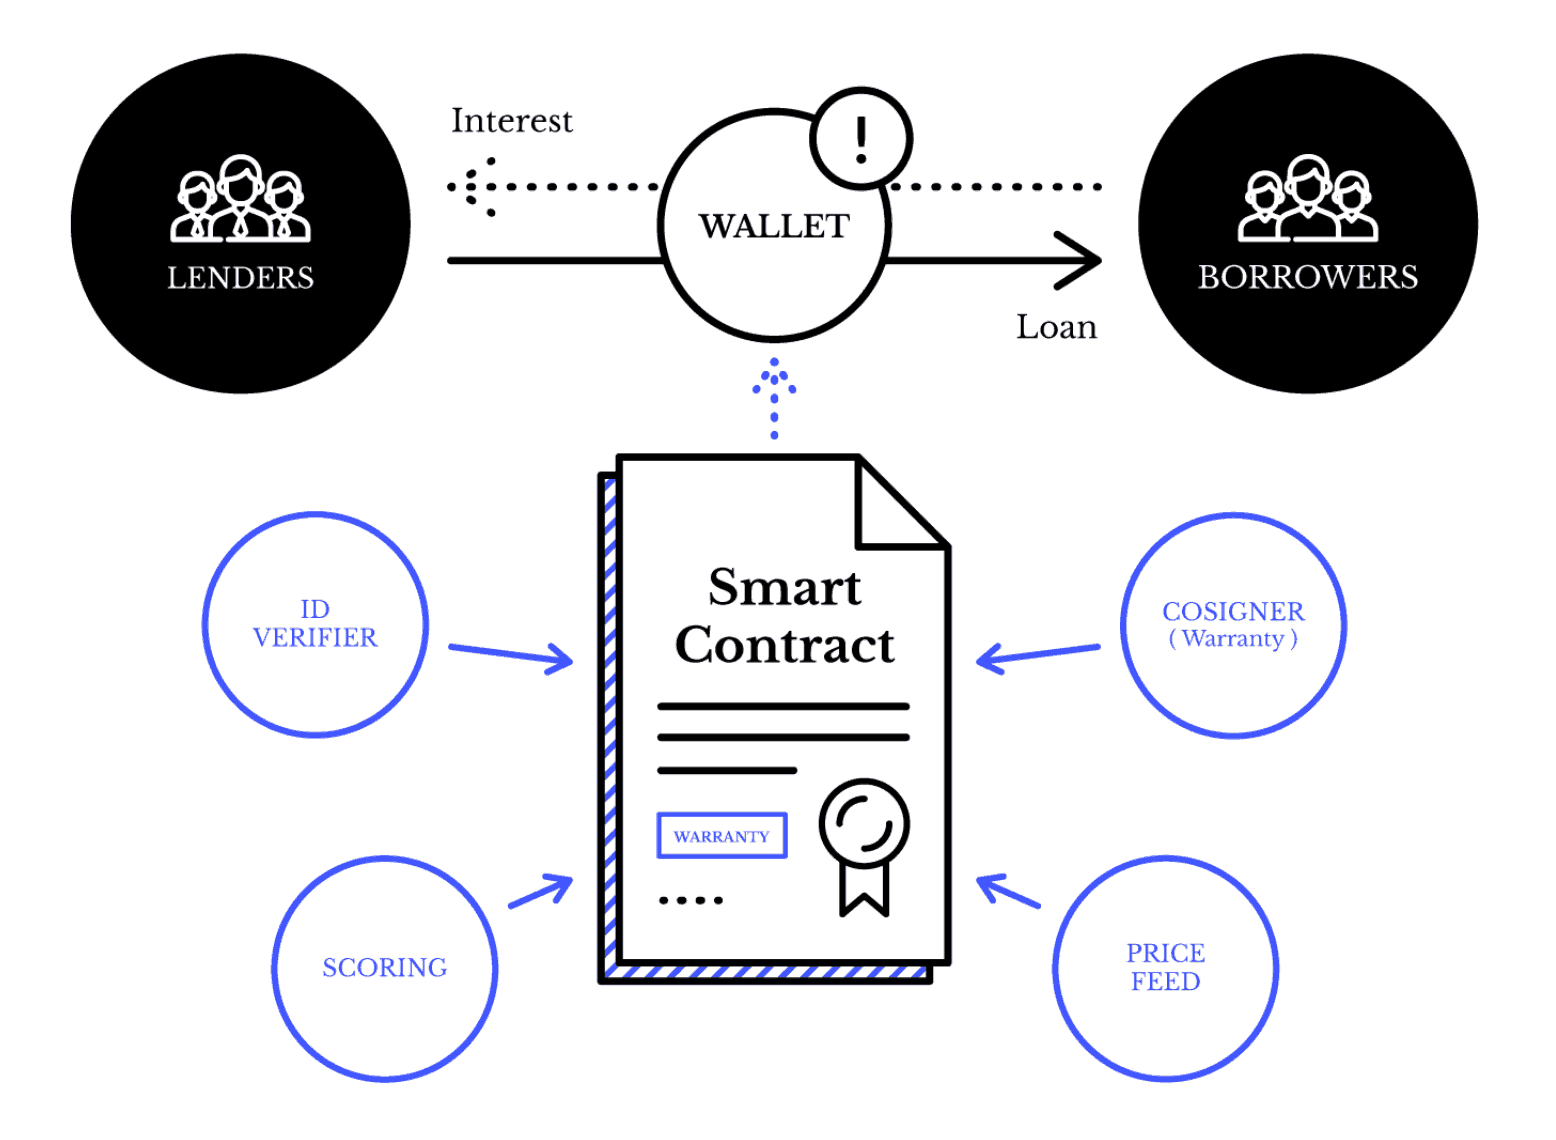 Interest
!
WALLET
LENDERS
BORROWERS
Loan
Smart
Contract
ID
VERIFIER
COSIGNER
( Warranty )
WARRANTY
SCORING
PRICE
FEED